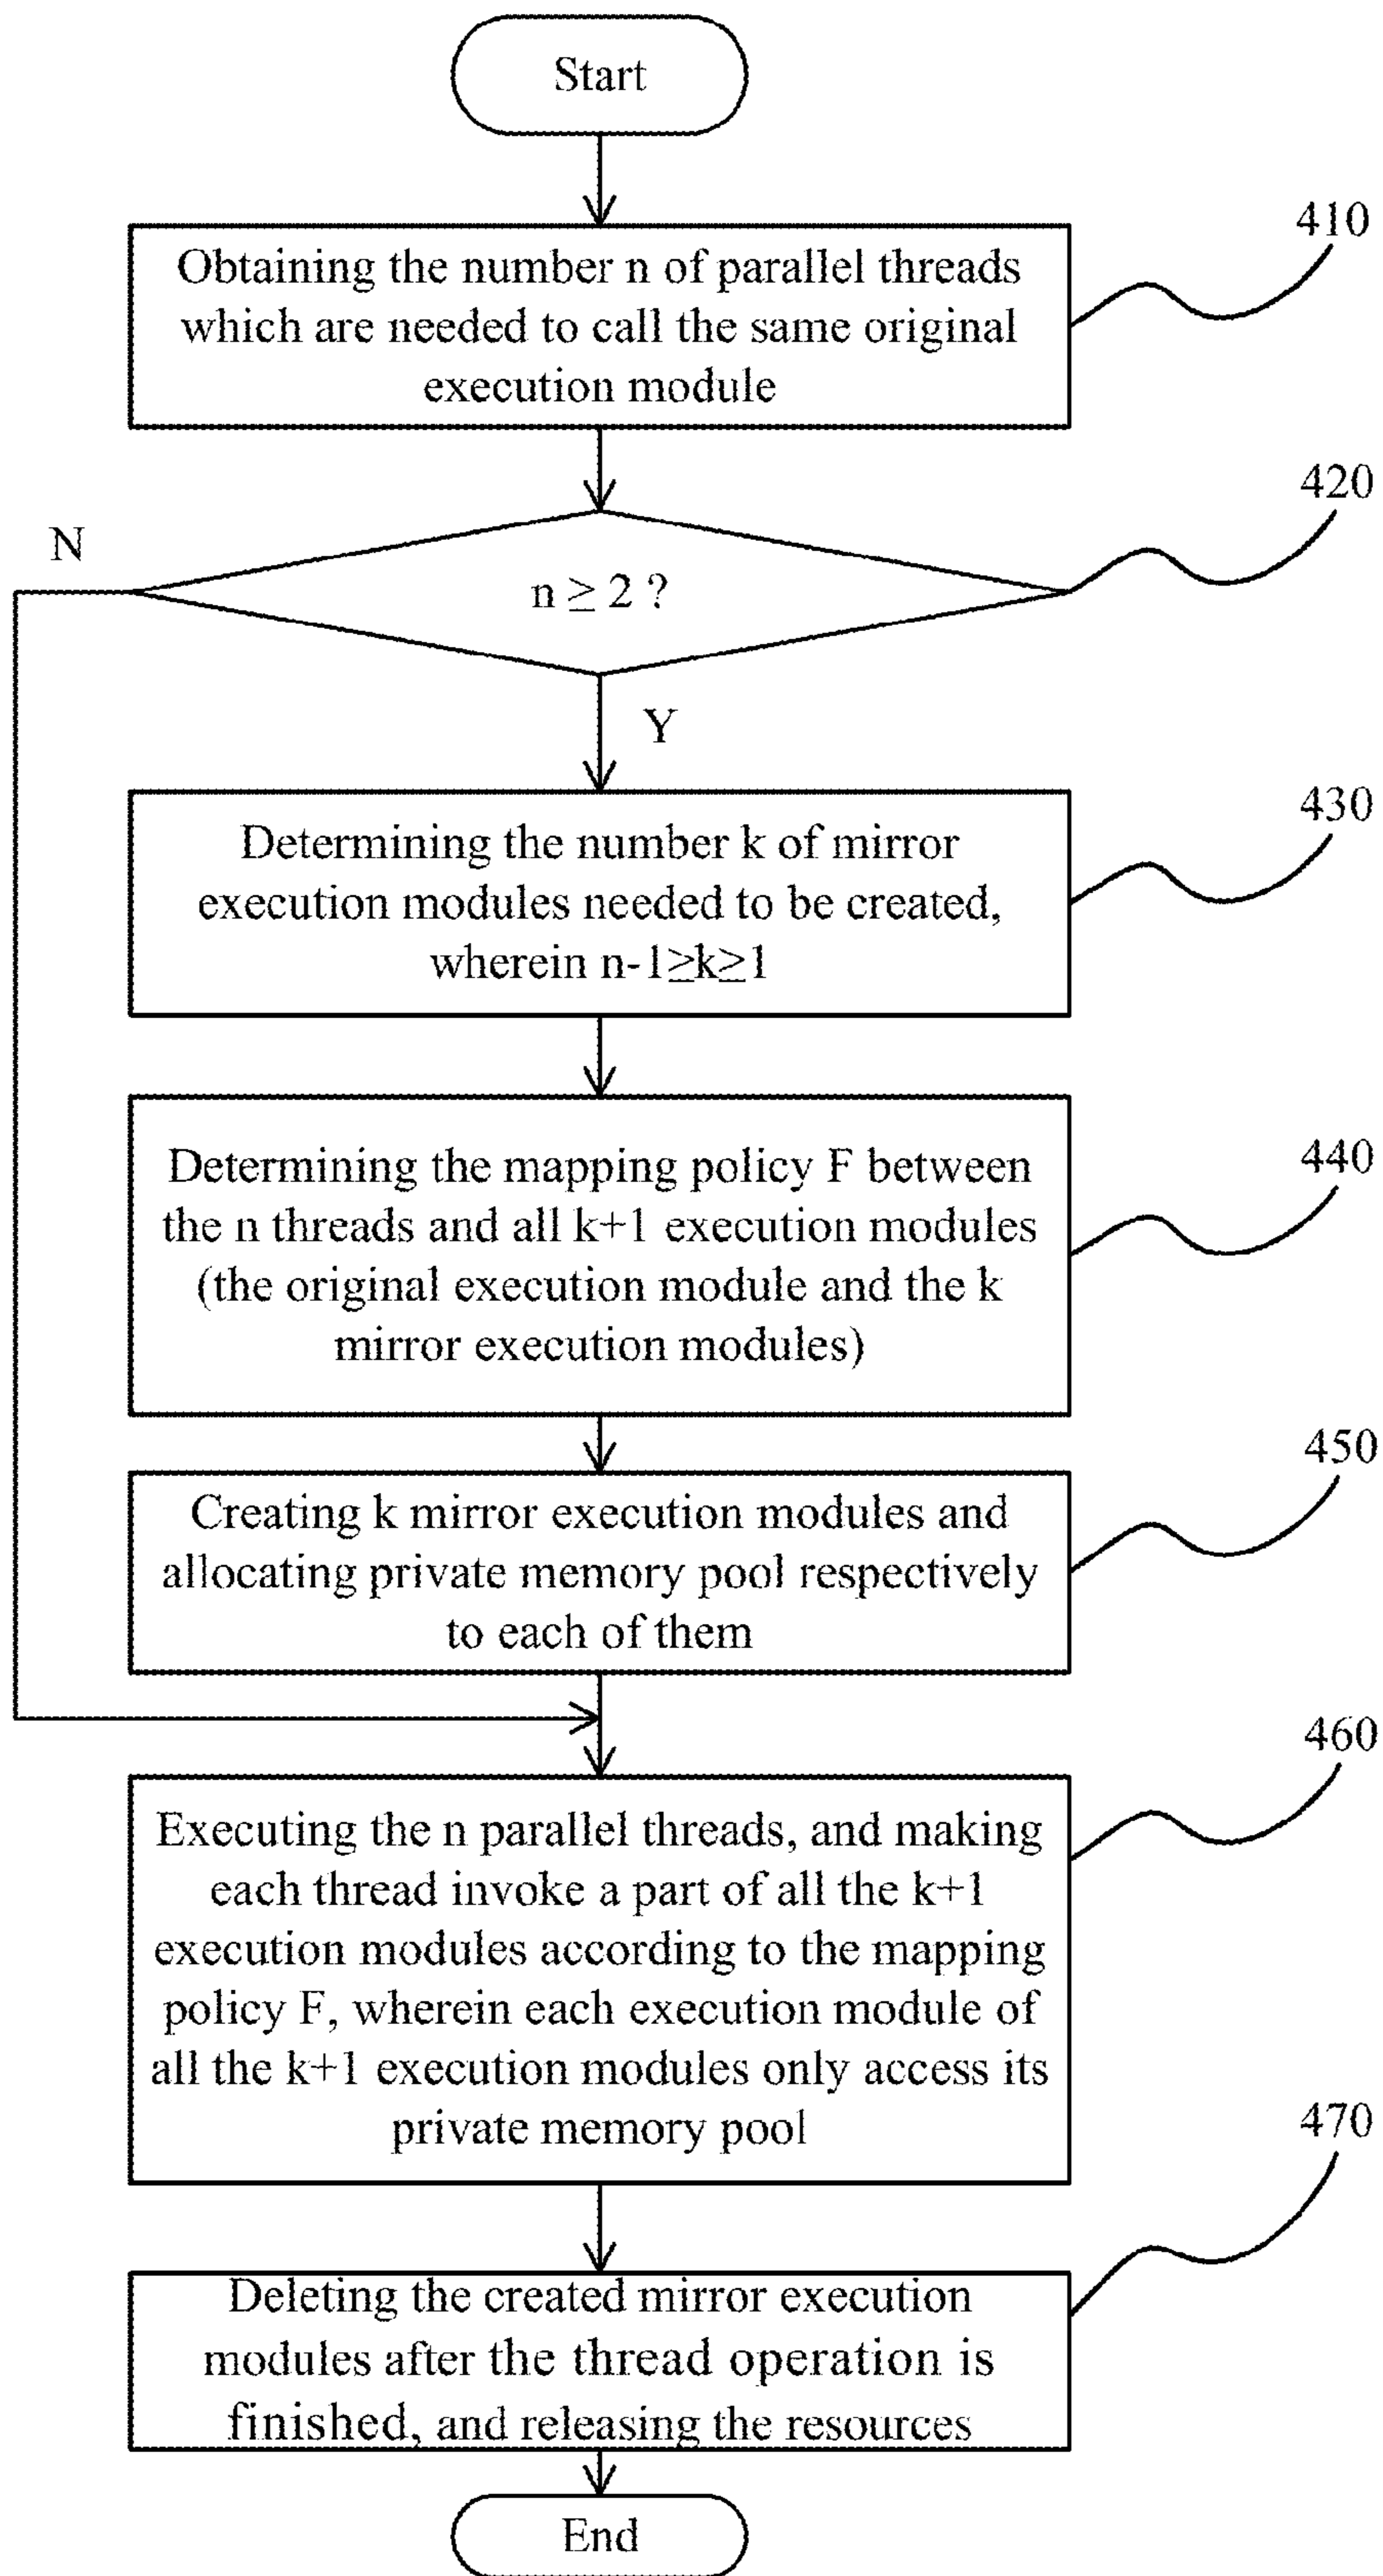 Start
410
Obtaining the number n of parallel threads
which are needed to call the same original
execution module
420
N
n ≥ 2 ?
Y
430
Determining the number k of mirror
execution modules needed to be created,
wherein n-1≥k≥1
440
Determining the mapping policy F between
the n threads and all k+1 execution modules
(the original execution module and the k
mirror execution modules)
450
Creating k mirror execution modules and
allocating private memory pool respectively
to each of them
460
Executing the n parallel threads, and making
each thread invoke a part of all the k+1
execution modules according to the mapping
policy F, wherein each execution module of
all the k+1 execution modules only access its
private memory pool
470
Deleting the created mirror execution
modules after the thread operation is
finished, and releasing the resources
End